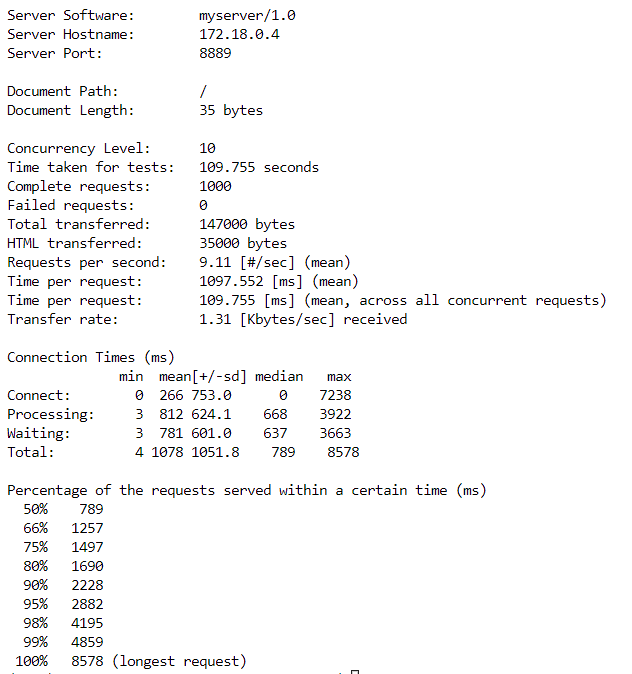 Server Software:        myserver/1.0
Server Hostname:        172.18.0.4
Server Port:            8889

Document Path:          /
Document Length:        35 bytes

Concurrency Level:      10
Time taken for tests:   109.755 seconds
Complete requests:      1000
Failed requests:        0
Total transferred:      147000 bytes
HTML transferred:       35000 bytes
Requests per second:    9.11 [#/sec] (mean)
Time per request:       1097.552 [ms] (mean)
Time per request:       109.755 [ms] (mean, across all concurrent requests)
Transfer rate:          1.31 [Kbytes/sec] received

Connection Times (ms)
              min  mean[+/-sd] median   max
Connect:        0  266 753.0      0    7238
Processing:     3  812 624.1    668    3922
Waiting:        3  781 601.0    637    3663
Total:          4 1078 1051.8    789    8578

Percentage of the requests served within a certain time (ms)
  50%    789
  66%   1257
  75%   1497
  80%   1690
  90%   2228
  95%   2882
  98%   4195
  99%   4859
 100%   8578 (longest request)